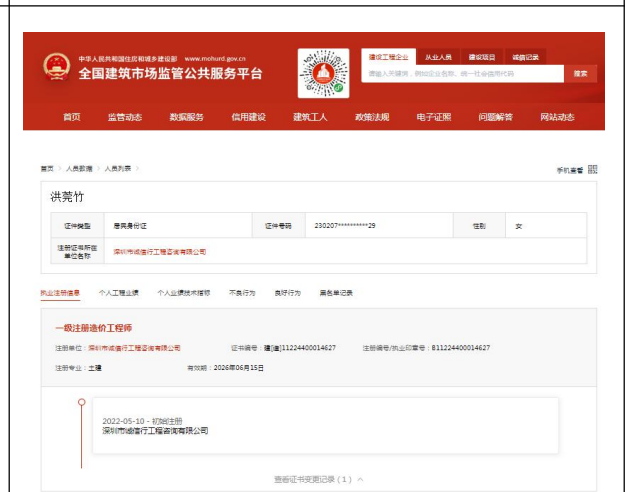 中华人民共和国住房和城乡建设部 www.mohurd.gov.cn
全国建筑市场监管公共服务平台
建设工程企业 从业人员 建设项目 诚信记录
请输入关键词，例如企业名称、统一社会信用代码 搜索
首页 监管动态 数据服务 信用建设 建筑工人 政策法规 电子证照 问题解答 网站动态
首页 > 人员数据 > 人员列表 >
手机查看
洪莞竹
证件类型 居民身份证 证件号码 230207**********29 性别 女
注册证书所在单位名称 深圳市诚信行工程咨询有限公司
执业注册信息 个人工程业绩 个人业绩技术指标 不良行为 良好行为 黑名单记录
一级注册造价工程师
注册单位：深圳市诚信行工程咨询有限公司 证书编号：建[造]11224400014627 注册编号/执业印章号：B11224400014627
注册专业：土建 有效期：2026年06月15日
2022-05-10 - 初始注册
深圳市诚信行工程咨询有限公司
查看证书变更记录 (1) ^